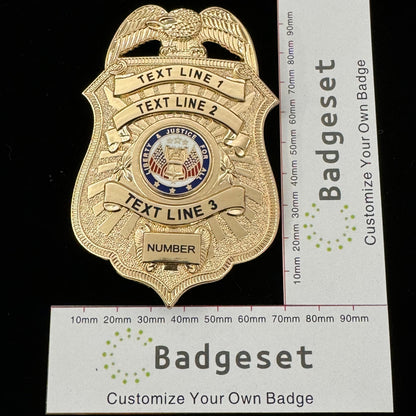 TEXT LINE 1
TEXT LINE 2
LIBERTY & JUSTICE FOR ALL
TEXT LINE 3
NUMBER
10mm 20mm 30mm 40mm 50mm 60mm 70mm 80mm 90mm
Badgeset
Customize Your Own Badge
10mm 20mm 30mm 40mm 50mm 60mm 70mm 80mm 90mm
Badgeset
Customize Your Own Badge